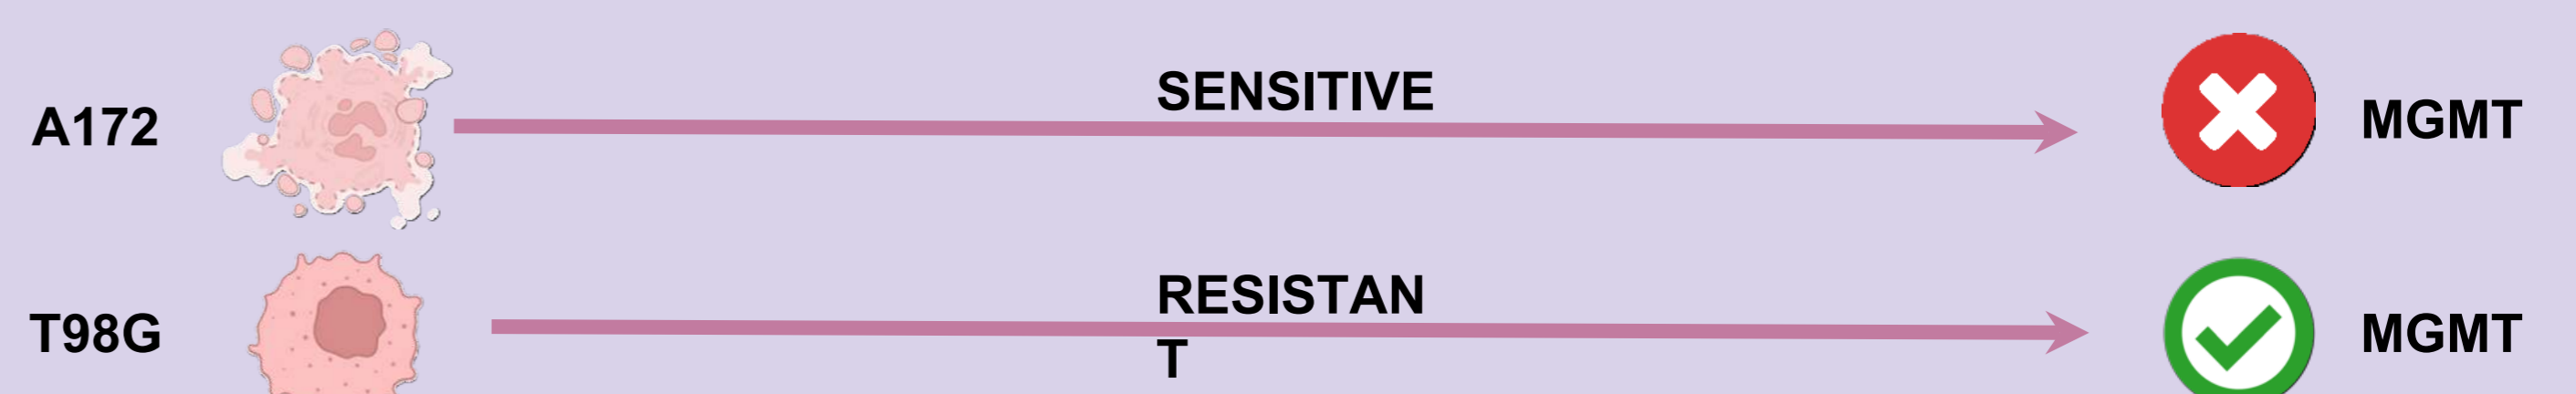 SENSITIVE
A172
MGMT
RESISTAN
T
T98G
MGMT